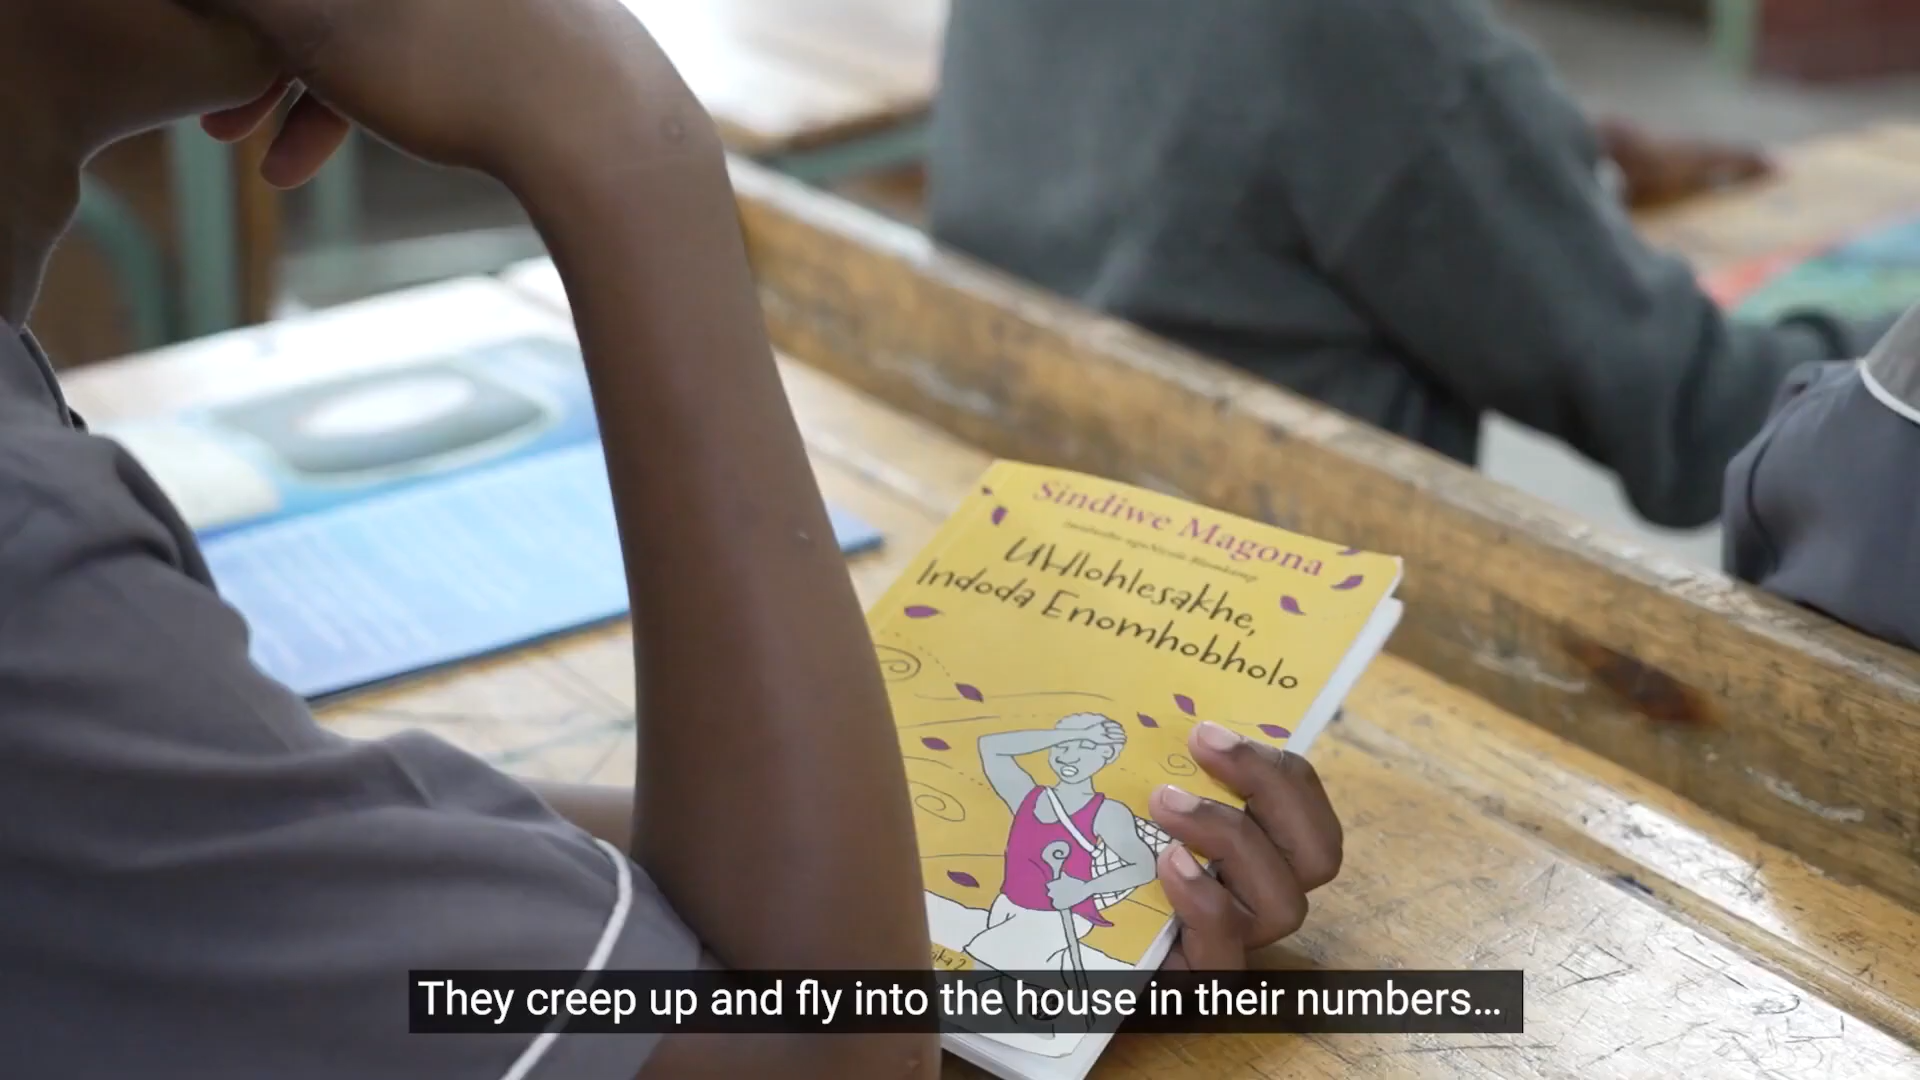 Sindiwe Magona
UHlohlesakhe,
Indoda Enomhobholo
They creep up and fly into the house in their numbers...